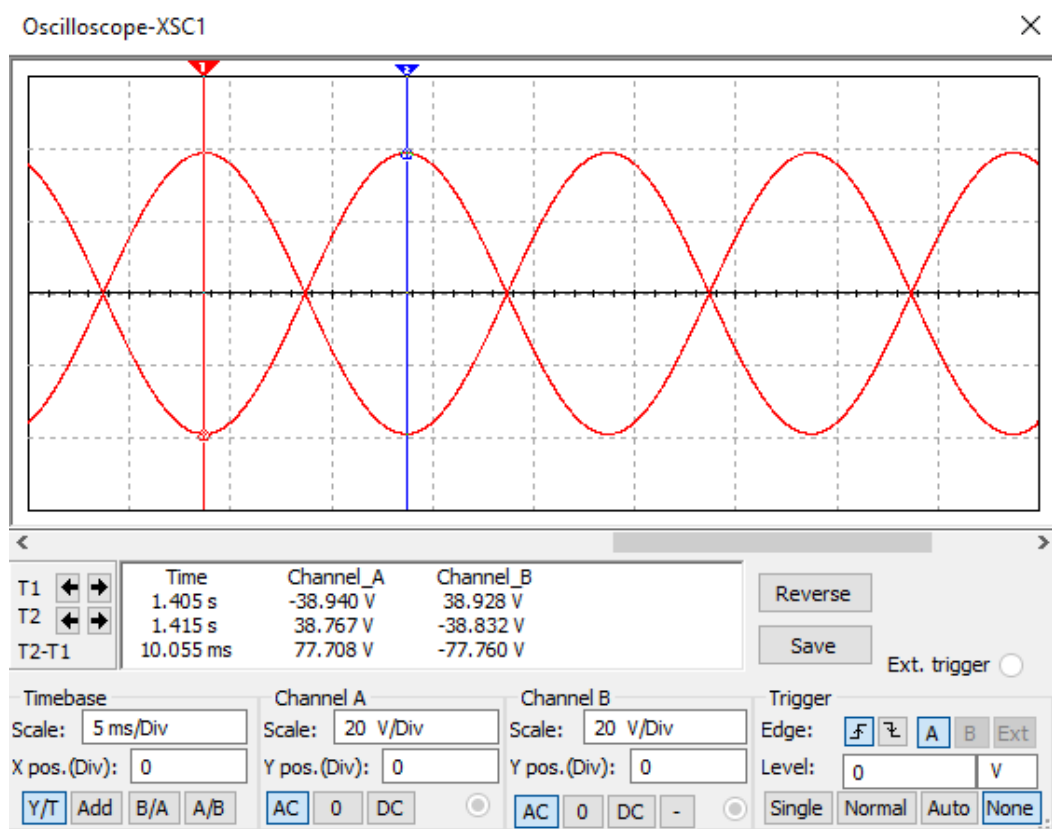 Oscilloscope-XSC1
1 2
T1
T2
T2-T1
Time Channel_A Channel_B
1.405 s -38.940 V 38.928 V
1.415 s 38.767 V -38.832 V
10.055 ms 77.708 V -77.760 V
Reverse
Save
Ext. trigger
Timebase
Scale: 5 ms/Div
X pos.(Div): 0
Y/T Add B/A A/B
Channel A
Scale: 20 V/Div
Y pos.(Div): 0
AC 0 DC
Channel B
Scale: 20 V/Div
Y pos.(Div): 0
AC 0 DC -
Trigger
Edge: A B Ext
Level: 0 V
Single Normal Auto None